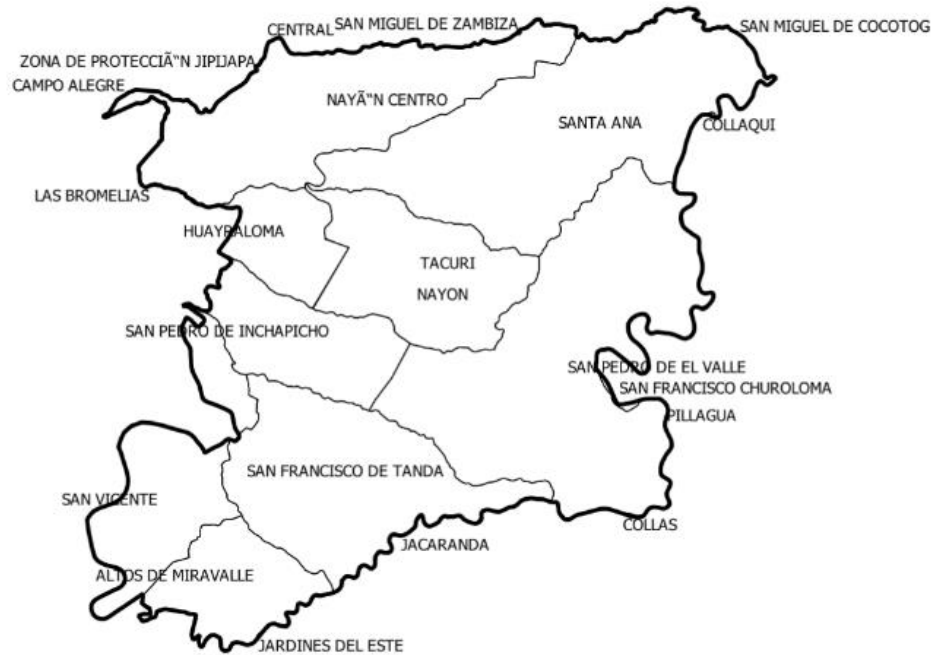 SAN MIGUEL DE ZAMBIZA
SAN MIGUEL DE COCOTOG
CENTRAL
ZONA DE PROTECCIÃ“N JIPIJAPA
CAMPO ALEGRE
NAYÃ“N CENTRO
SANTA ANA
COLLAQUI
LAS BROMELIAS
HUAYRALOMA
TACURI
NAYON
SAN PEDRO DE INCHAPICHO
SAN PEDRO DE EL VALLE
SAN FRANCISCO CHUROLOMA
PILLAGUA
SAN FRANCISCO DE TANDA
SAN VICENTE
COLLAS
JACARANDA
ALTOS DE MIRAVALLE
JARDINES DEL ESTE